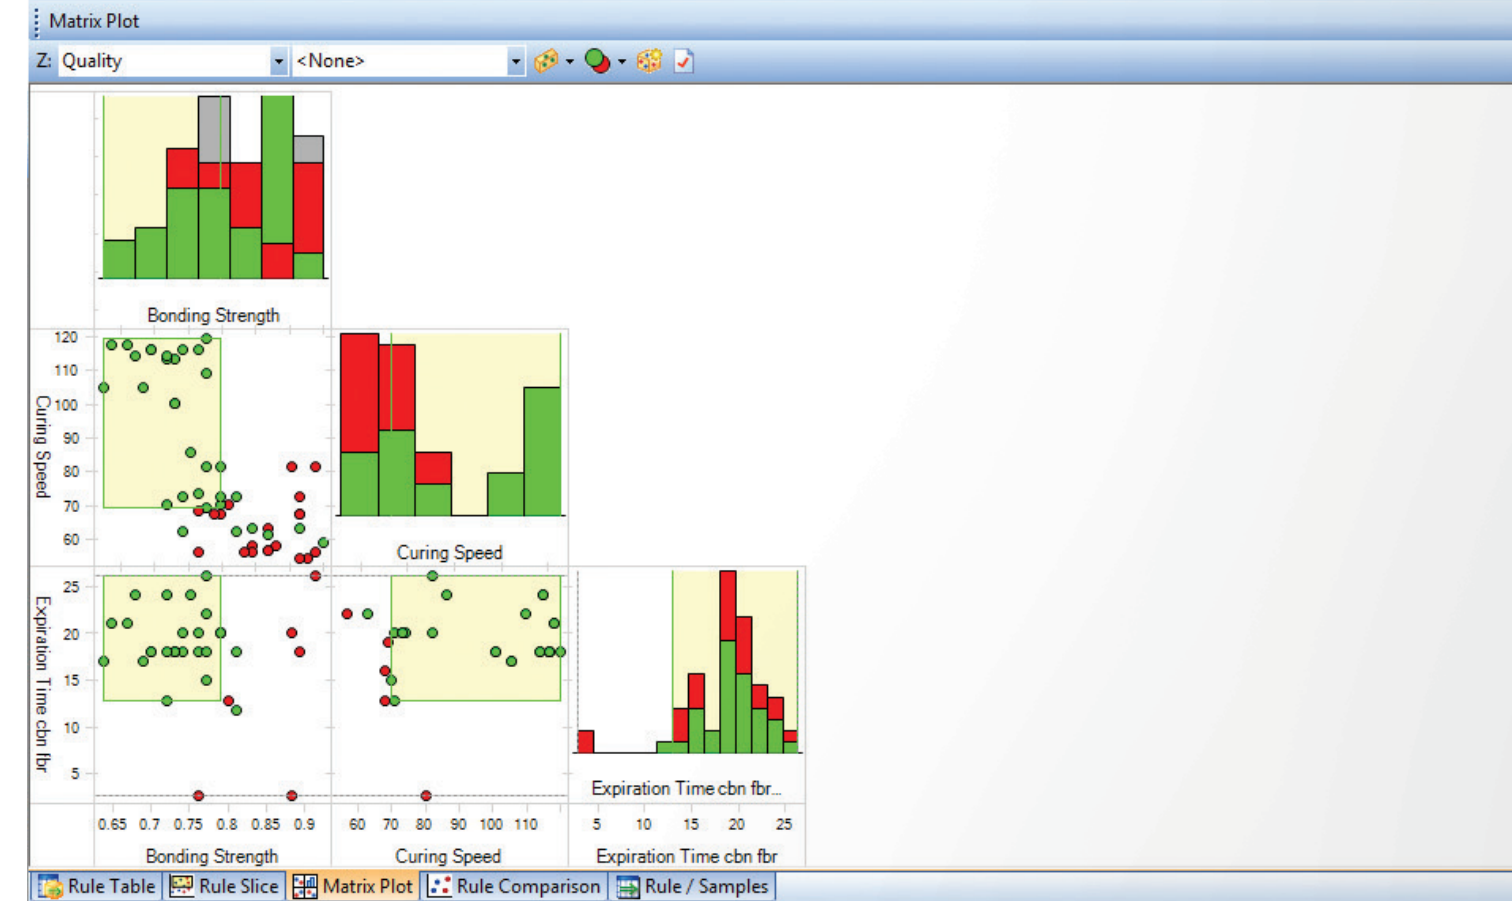 Matrix Plot
Z: Quality <None>
Bonding Strength
120
110
100
90
80
70
60
Curing Speed
Curing Speed
25
20
15
10
5
Expiration Time cbn fbr
Expiration Time cbn fbr...
0.65 0.7 0.75 0.8 0.85 0.9 60 70 80 90 100 110 5 10 15 20 25
Bonding Strength Curing Speed Expiration Time cbn fbr
Rule Table Rule Slice Matrix Plot Rule Comparison Rule / Samples